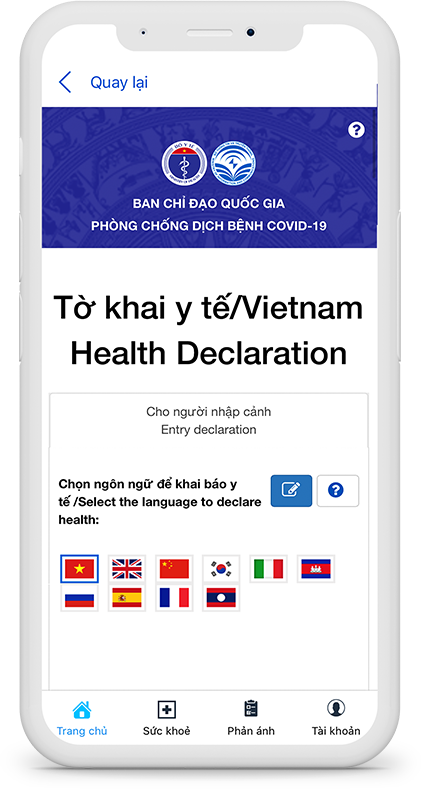 Quay lại
BỘ Y TẾ
BAN CHỈ ĐẠO QUỐC GIA
PHÒNG CHỐNG DỊCH BỆNH COVID-19
Tờ khai y tế/Vietnam
Health Declaration
Cho người nhập cảnh
Entry declaration
Chọn ngôn ngữ để khai báo y
tế /Select the language to declare
health:
Trang chủ
Sức khoẻ
Phản ánh
Tài khoản